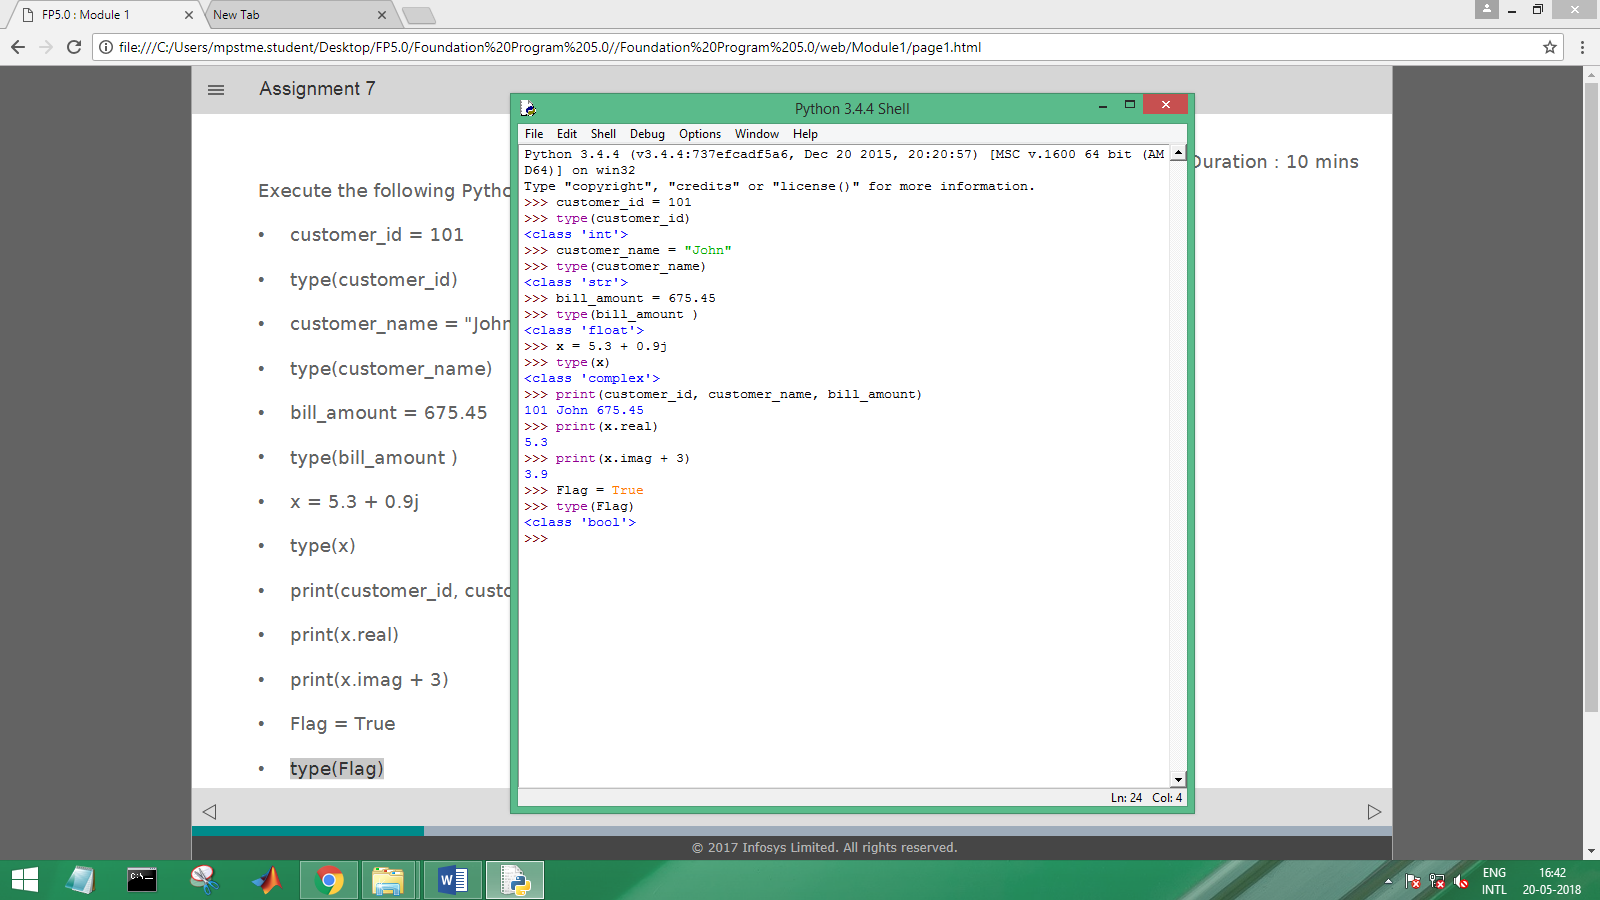 FP5.0 : Module 1
New Tab
file:///C:/Users/mpstme.student/Desktop/FP5.0/Foundation%20Program%205.0//Foundation%20Program%205.0/web/Module1/page1.html
Assignment 7
Duration : 10 mins
Execute the following Pytho
• customer_id = 101
• type(customer_id)
• customer_name = "John
• type(customer_name)
• bill_amount = 675.45
• type(bill_amount )
• x = 5.3 + 0.9j
• type(x)
• print(customer_id, custo
• print(x.real)
• print(x.imag + 3)
• Flag = True
• type(Flag)
Python 3.4.4 Shell
File Edit Shell Debug Options Window Help
Python 3.4.4 (v3.4.4:737efcadf5a6, Dec 20 2015, 20:20:57) [MSC v.1600 64 bit (AM
D64)] on win32
Type "copyright", "credits" or "license()" for more information.
>>> customer_id = 101
>>> type(customer_id)
<class 'int'>
>>> customer_name = "John"
>>> type(customer_name)
<class 'str'>
>>> bill_amount = 675.45
>>> type(bill_amount )
<class 'float'>
>>> x = 5.3 + 0.9j
>>> type(x)
<class 'complex'>
>>> print(customer_id, customer_name, bill_amount)
101 John 675.45
>>> print(x.real)
5.3
>>> print(x.imag + 3)
3.9
>>> Flag = True
>>> type(Flag)
<class 'bool'>
>>>
Ln: 24 Col: 4
© 2017 Infosys Limited. All rights reserved.
C:\_
ENG
INTL
16:42
20-05-2018